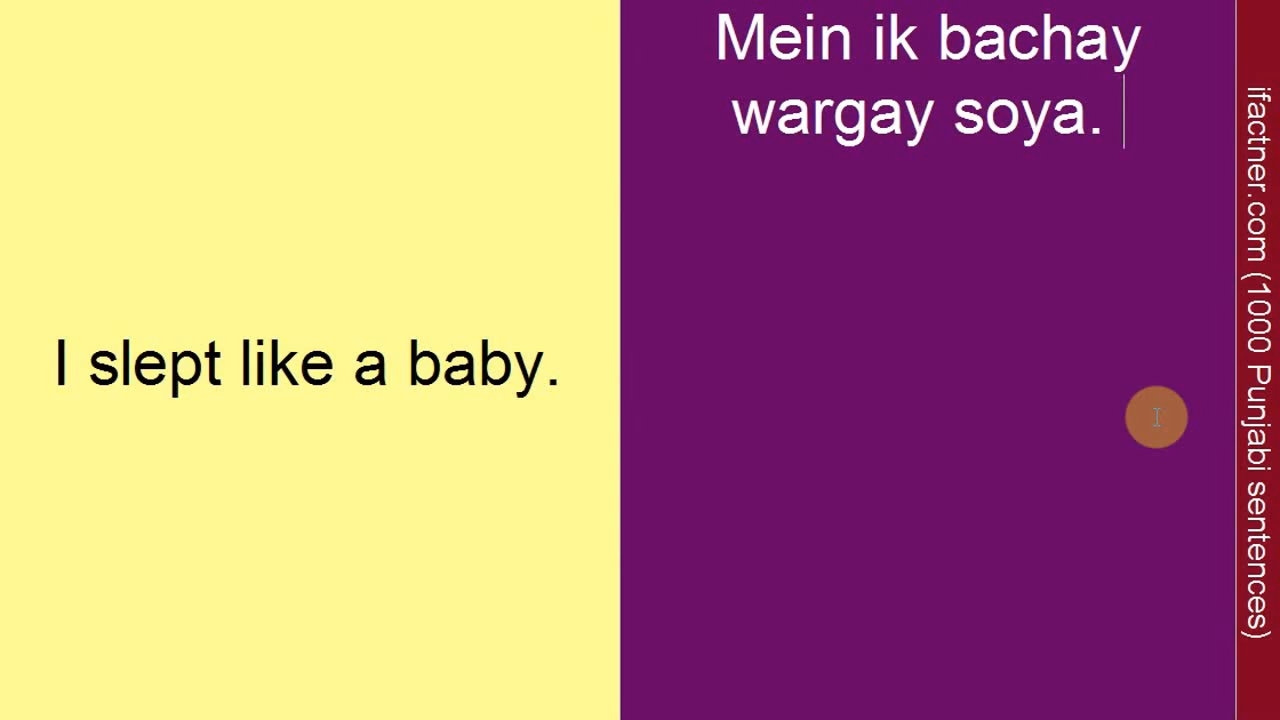 I slept like a baby.
Mein ik bachay
wargay soya.
ifactner.com (1000 Punjabi sentences)